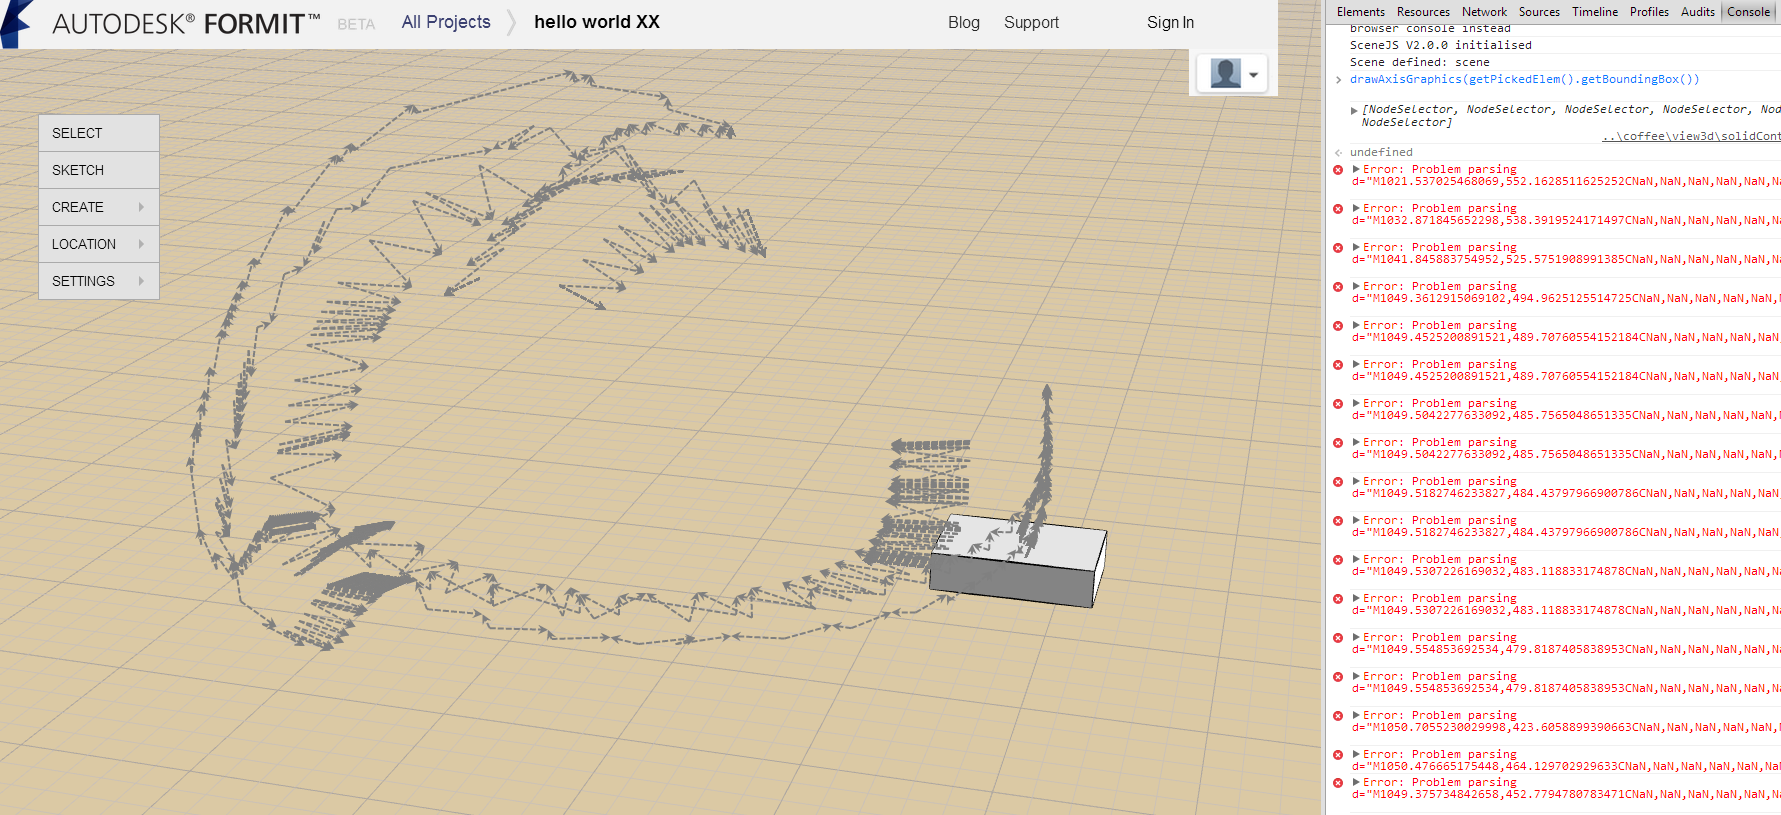 AUTODESK® FORMIT™ BETA All Projects hello world XX Blog Support Sign In
SELECT
SKETCH
CREATE
LOCATION
SETTINGS
Elements Resources Network Sources Timeline Profiles Audits Console
browser console instead
SceneJS V2.0.0 initialised
Scene defined: scene
drawAxisGraphics(getPickedElem().getBoundingBox())
[NodeSelector, NodeSelector, NodeSelector, NodeSelector, Nod
NodeSelector]
..\coffee\view3d\solidCont
undefined
Error: Problem parsing
d="M1021.537025468069,552.1628511625252CNaN,NaN,NaN,NaN,NaN,Na
Error: Problem parsing
d="M1032.871845652298,538.3919524171497CNaN,NaN,NaN,NaN,NaN,Na
Error: Problem parsing
d="M1041.845883754952,525.5751908991385CNaN,NaN,NaN,NaN,NaN,Na
Error: Problem parsing
d="M1049.3612915069102,494.9625125514725CNaN,NaN,NaN,NaN,NaN,N
Error: Problem parsing
d="M1049.4525200891521,489.70760554152184CNaN,NaN,NaN,NaN,NaN,
Error: Problem parsing
d="M1049.4525200891521,489.70760554152184CNaN,NaN,NaN,NaN,NaN,
Error: Problem parsing
d="M1049.5042277633092,485.7565048651335CNaN,NaN,NaN,NaN,NaN,N
Error: Problem parsing
d="M1049.5042277633092,485.7565048651335CNaN,NaN,NaN,NaN,NaN,N
Error: Problem parsing
d="M1049.5182746233827,484.43797966900786CNaN,NaN,NaN,NaN,NaN,
Error: Problem parsing
d="M1049.5182746233827,484.43797966900786CNaN,NaN,NaN,NaN,NaN,
Error: Problem parsing
d="M1049.5307226169032,483.118833174878CNaN,NaN,NaN,NaN,NaN,Na
Error: Problem parsing
d="M1049.5307226169032,483.118833174878CNaN,NaN,NaN,NaN,NaN,Na
Error: Problem parsing
d="M1049.554853692534,479.8187405838953CNaN,NaN,NaN,NaN,NaN,Na
Error: Problem parsing
d="M1049.554853692534,479.8187405838953CNaN,NaN,NaN,NaN,NaN,Na
Error: Problem parsing
d="M1050.7055230029998,423.6058899390663CNaN,NaN,NaN,NaN,NaN,N
Error: Problem parsing
d="M1050.476665175448,464.129702929633CNaN,NaN,NaN,NaN,NaN,NaN
Error: Problem parsing
d="M1049.375734842658,452.7794780783471CNaN,NaN,NaN,NaN,NaN,Na